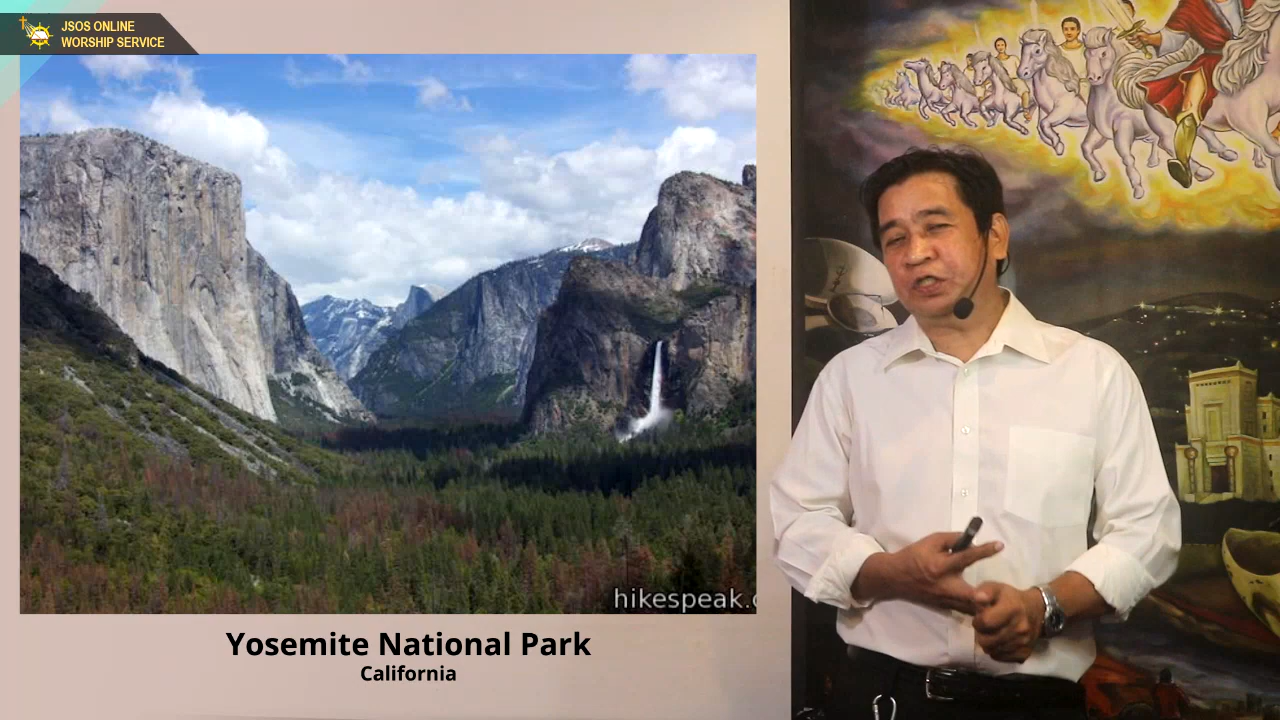 JSOS ONLINE
WORSHIP SERVICE
hikespeak.c
Yosemite National Park
California